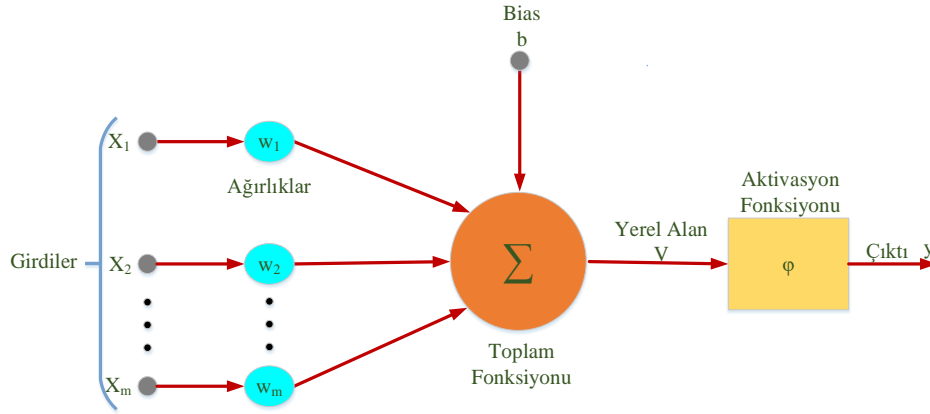 Bias
b
X1
w1
Ağırlıklar
Aktivasyon
Fonksiyonu
Girdiler
X2
w2
∑
Yerel Alan
V
φ
Çıktı
y
Toplam
Fonksiyonu
Xm
wm